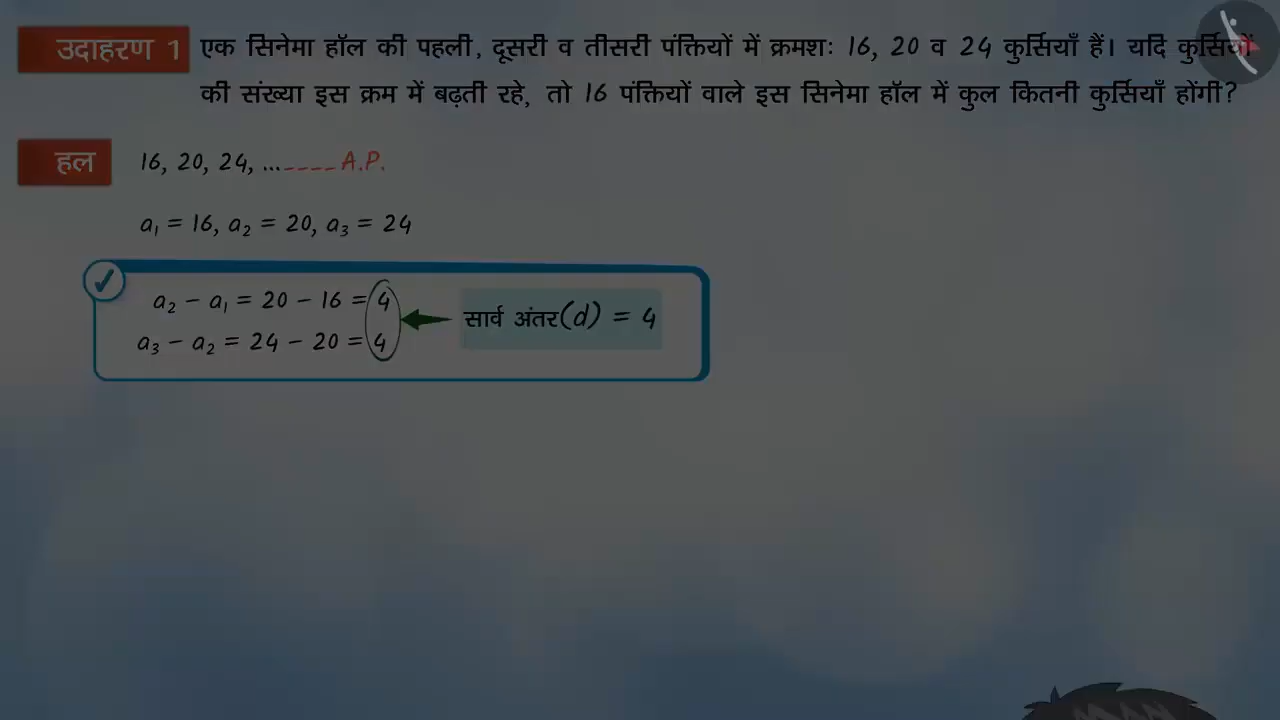 उदाहरण 1 एक सिनेमा हॉल की पहली, दूसरी व तीसरी पंक्तियों में क्रमशः 16, 20 व 24 कुर्सियाँ हैं। यदि कुर्सियों
की संख्या इस क्रम में बढ़ती रहे, तो 16 पंक्तियों वाले इस सिनेमा हॉल में कुल कितनी कुर्सियाँ होंगी?
हल 16, 20, 24, ...---- A.P.
a₁ = 16, a₂ = 20, a₃ = 24
a₂ − a₁ = 20 − 16 = 4
सार्व अंतर(d) = 4
a₃ − a₂ = 24 − 20 = 4
MAN